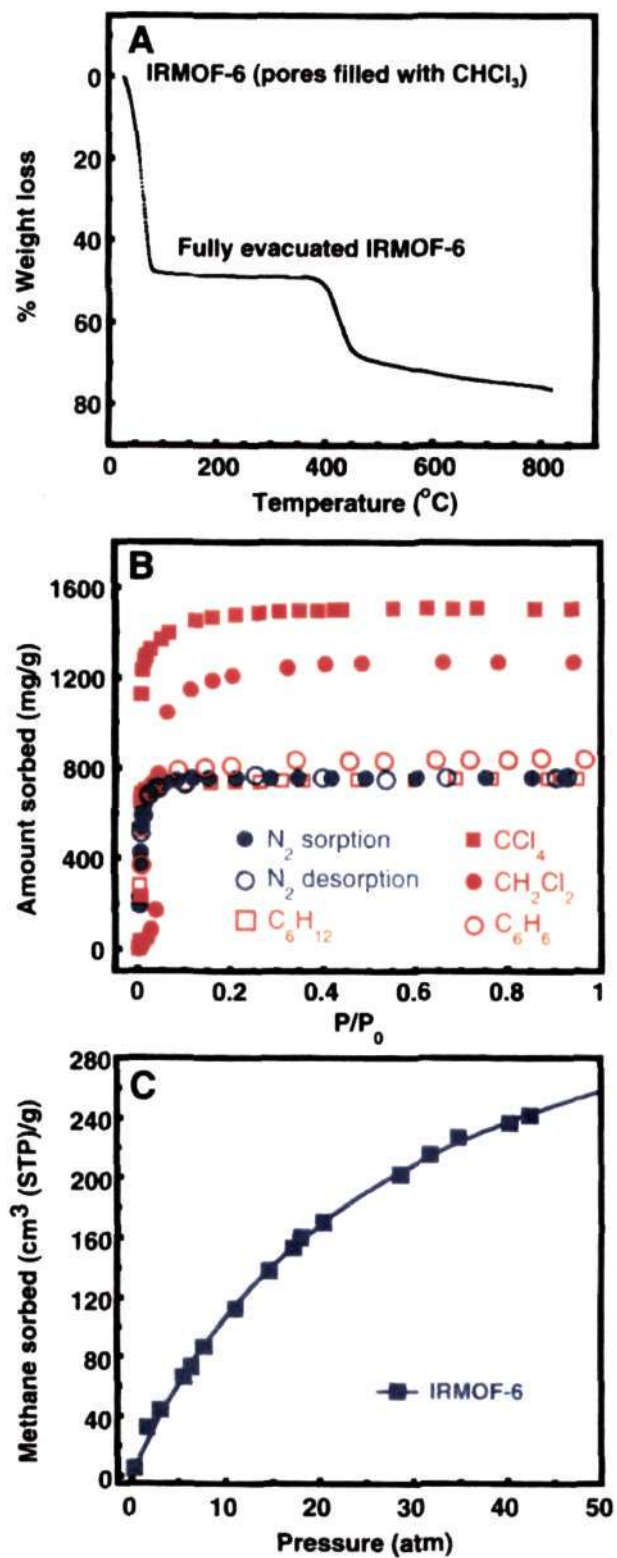 A
IRMOF-6 (pores filled with CHCl₃)
Fully evacuated IRMOF-6
% Weight loss
0
20
40
60
80
0 200 400 600 800
Temperature (°C)
B
Amount sorbed (mg/g)
1600
1200
800
400
0
N₂ sorption
N₂ desorption
C₆H₁₂
CCl₄
CH₂Cl₂
C₆H₆
0 0.2 0.4 0.6 0.8 1
P/P₀
C
Methane sorbed (cm³ (STP)/g)
280
240
200
160
120
80
40
0
IRMOF-6
0 10 20 30 40 50
Pressure (atm)